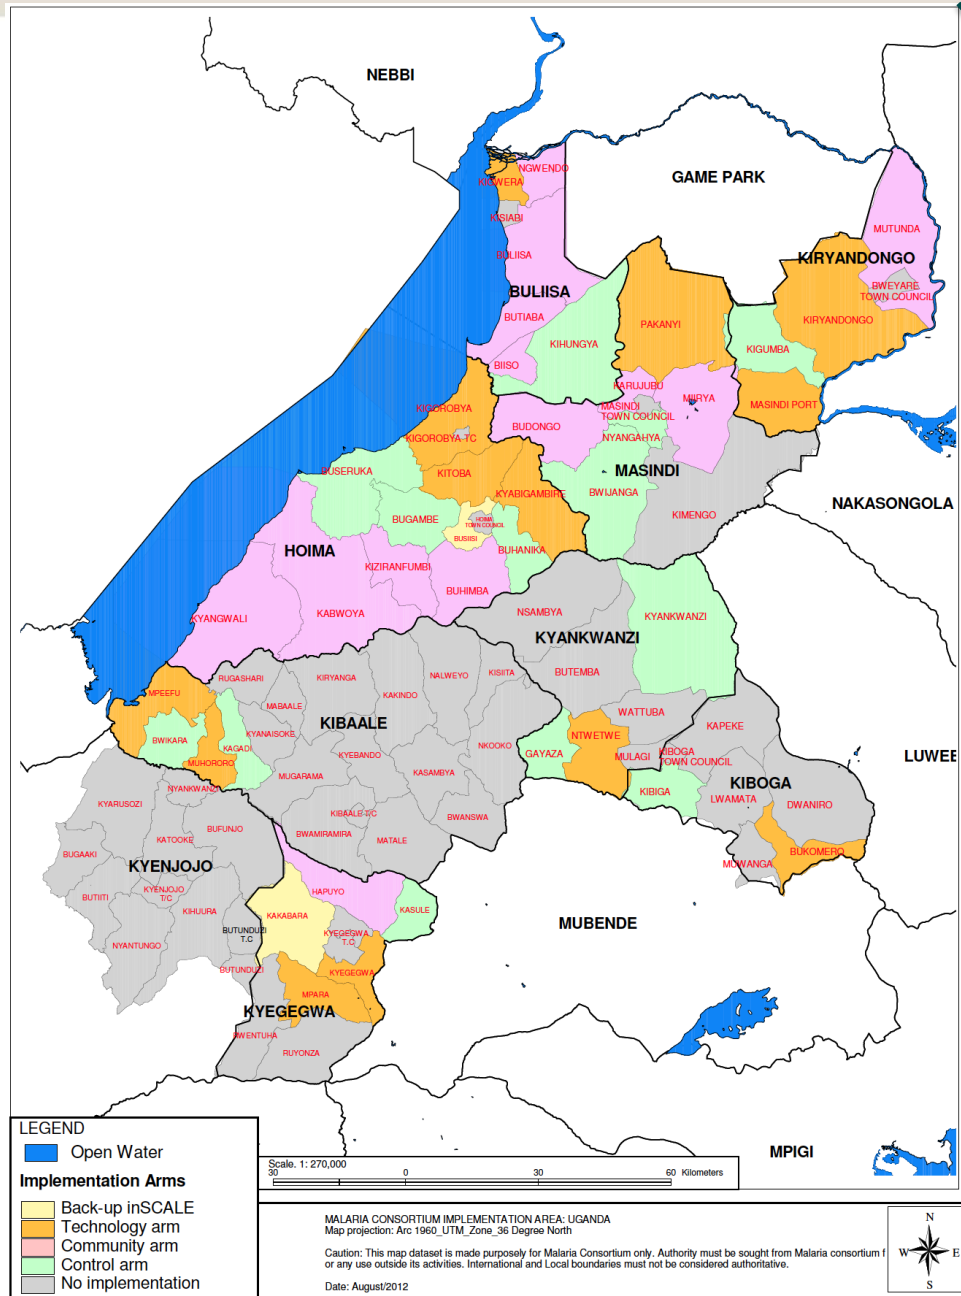 NEBBI
GAME PARK
NGWENDO
KIGWERA
KISIABI
MUTUNDA
BULIISA
KIRYANDONGO
BWEYARE
TOWN COUNCIL
BULIISA
BUTIABA
PAKANYI
KIRYANDONGO
KIHUNGYA
KIGUMBA
BIISO
KARUJUBU
MIIRYA
MASINDI PORT
KIGOROBYA
MASINDI
TOWN COUNCIL
BUDONGO
KIGOROBYA TC
NYANGAHYA
KITOBA
MASINDI
BUSERUKA
KYABIGAMBIRE
BWIJANGA
NAKASONGOLA
BUGAMBE
HOIMA
TOWN COUNCIL
KIMENGO
BUSIISI
HOIMA
BUHANIKA
KIZIRANFUMBI
BUHIMBA
KYANGWALI
KABWOYA
NSAMBYA
KYANKWANZI
KYANKWANZI
BUTEMBA
RUGASHARI
KIRYANGA
NALWEYO
KISIITA
MPEEFU
KAKINDO
MABAALE
WATTUBA
KIBAALE
KAPEKE
BWIKARA
KYANAISOKE
NTWETWE
KAGADI
NKOOKO
GAYAZA
KYEBANDO
MULAGI
KIBOGA
TOWN COUNCIL
LUWEE
MUHORORO
MUGARAMA
KASAMBYA
NYANKWANZI
KIBIGA
KIBOGA
LWAMATA
DWANIRO
KYARUSOZI
KIBAALE T/C
BWANSWA
BUFUNJO
BWAMIRAMIRA
KATOOKE
MATALE
BUGAAKI
MUWANGA
BUKOMERO
KYENJOJO
HAPUYO
KYENJOJO
T/C
BUTIITI
KIHUURA
KAKABARA
KASULE
MUBENDE
BUTUNDUZI
T.C
KYEGEGWA
T.C
NYANTUNGO
BUTUNDUZI
KYEGEGWA
MPARA
KYEGEGWA
RWENTUHA
RUYONZA
MPIGI
LEGEND
Open Water
Implementation Arms
Back-up inSCALE
Technology arm
Community arm
Control arm
No implementation
Scale. 1: 270,000
30 0 30 60 Kilometers
MALARIA CONSORTIUM IMPLEMENTATION AREA: UGANDA
Map projection: Arc 1960_UTM_Zone_36 Degree North
Caution: This map dataset is made purposely for Malaria Consortium only. Authority must be sought from Malaria consortium f
or any use outside its activities. International and Local boundaries must not be considered authoritative.
Date: August/2012
N
W E
S